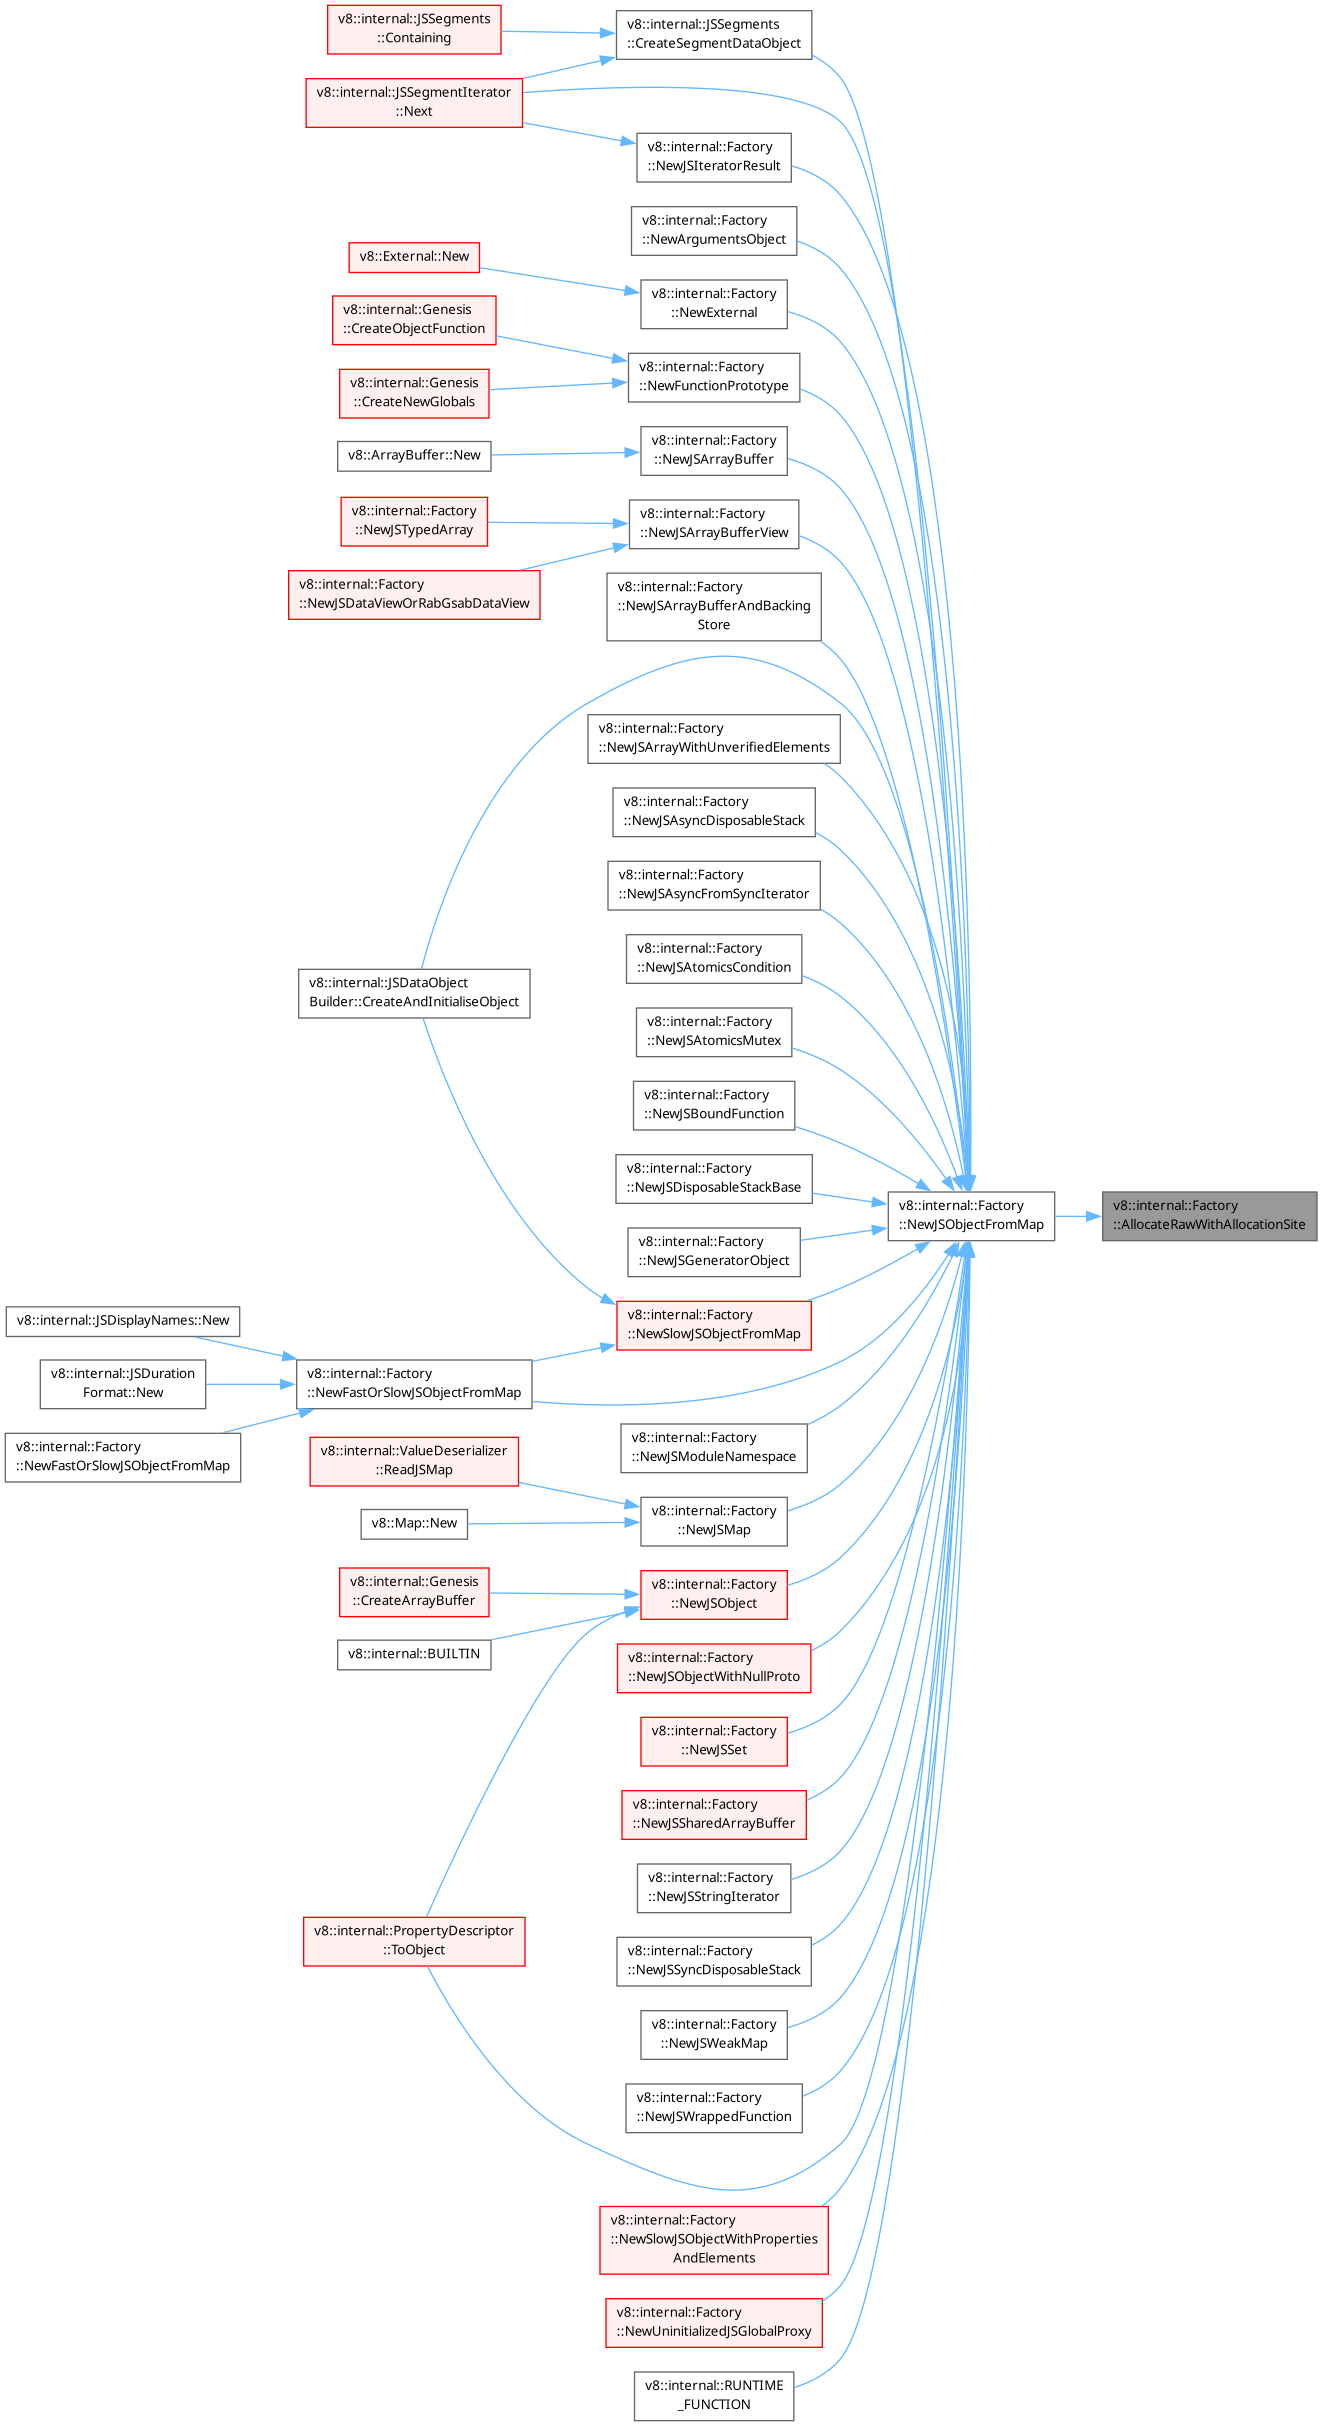 v8::internal::JSSegments
::Containing
v8::internal::JSSegments
::CreateSegmentDataObject
v8::internal::JSSegmentIterator
::Next
v8::internal::Factory
::NewJSIteratorResult
v8::internal::Factory
::NewArgumentsObject
v8::External::New
v8::internal::Factory
::NewExternal
v8::internal::Genesis
::CreateObjectFunction
v8::internal::Factory
::NewFunctionPrototype
v8::internal::Genesis
::CreateNewGlobals
v8::ArrayBuffer::New
v8::internal::Factory
::NewJSArrayBuffer
v8::internal::Factory
::NewJSTypedArray
v8::internal::Factory
::NewJSArrayBufferView
v8::internal::Factory
::NewJSDataViewOrRabGsabDataView
v8::internal::Factory
::NewJSArrayBufferAndBacking
Store
v8::internal::Factory
::NewJSArrayWithUnverifiedElements
v8::internal::Factory
::NewJSAsyncDisposableStack
v8::internal::Factory
::NewJSAsyncFromSyncIterator
v8::internal::Factory
::NewJSAtomicsCondition
v8::internal::JSDataObject
Builder::CreateAndInitialiseObject
v8::internal::Factory
::NewJSAtomicsMutex
v8::internal::Factory
::NewJSBoundFunction
v8::internal::Factory
::NewJSDisposableStackBase
v8::internal::Factory
::NewJSObjectFromMap
v8::internal::Factory
::AllocateRawWithAllocationSite
v8::internal::Factory
::NewJSGeneratorObject
v8::internal::JSDisplayNames::New
v8::internal::Factory
::NewSlowJSObjectFromMap
v8::internal::JSDuration
Format::New
v8::internal::Factory
::NewFastOrSlowJSObjectFromMap
v8::internal::Factory
::NewFastOrSlowJSObjectFromMap
v8::internal::Factory
::NewJSModuleNamespace
v8::internal::ValueDeserializer
::ReadJSMap
v8::Map::New
v8::internal::Factory
::NewJSMap
v8::internal::Genesis
::CreateArrayBuffer
v8::internal::Factory
::NewJSObject
v8::internal::BUILTIN
v8::internal::Factory
::NewJSObjectWithNullProto
v8::internal::Factory
::NewJSSet
v8::internal::Factory
::NewJSSharedArrayBuffer
v8::internal::Factory
::NewJSStringIterator
v8::internal::PropertyDescriptor
::ToObject
v8::internal::Factory
::NewJSSyncDisposableStack
v8::internal::Factory
::NewJSWeakMap
v8::internal::Factory
::NewJSWrappedFunction
v8::internal::Factory
::NewSlowJSObjectWithProperties
AndElements
v8::internal::Factory
::NewUninitializedJSGlobalProxy
v8::internal::RUNTIME
_FUNCTION